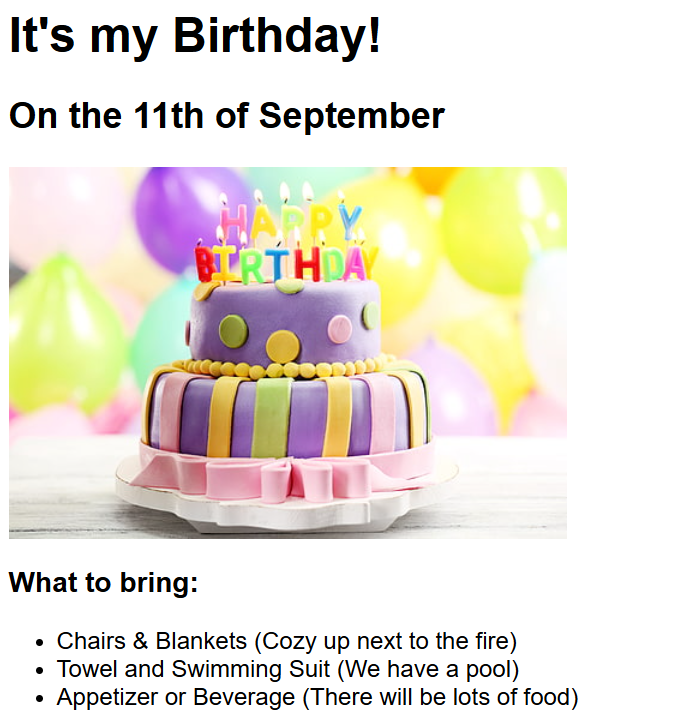 It's my Birthday!
On the 11th of September
HAPPY
BIRTHDAY
What to bring:
Chairs & Blankets (Cozy up next to the fire)
Towel and Swimming Suit (We have a pool)
Appetizer or Beverage (There will be lots of food)